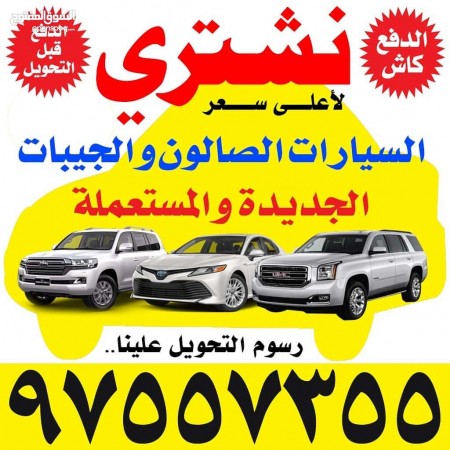 نشتري
الدفع كاش
الدفع قبل التحويل
السوق المفتوح
لأعلى سعر
السيارات الصالون والجيبات
الجديدة والمستعملة
GMC
رسوم التحويل علينا..
٩٧٥٥٧٣٥٥